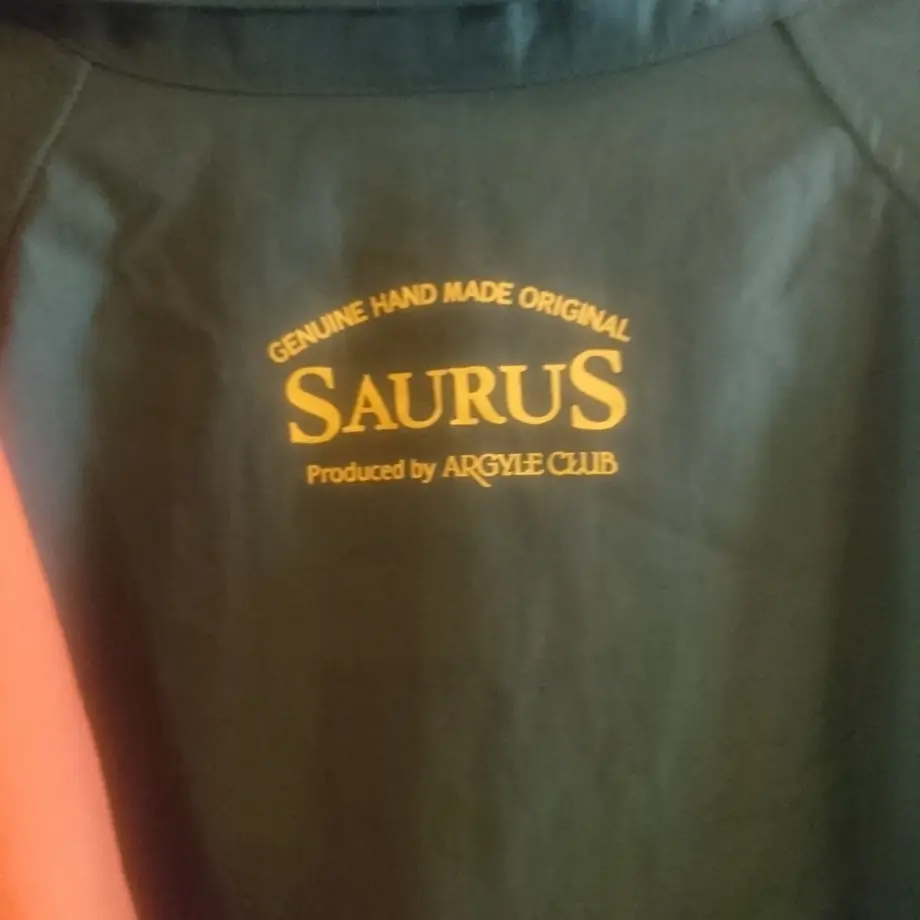 GENUINE HAND MADE ORIGINAL
SAURUS
Produced by ARGYLE CLUB